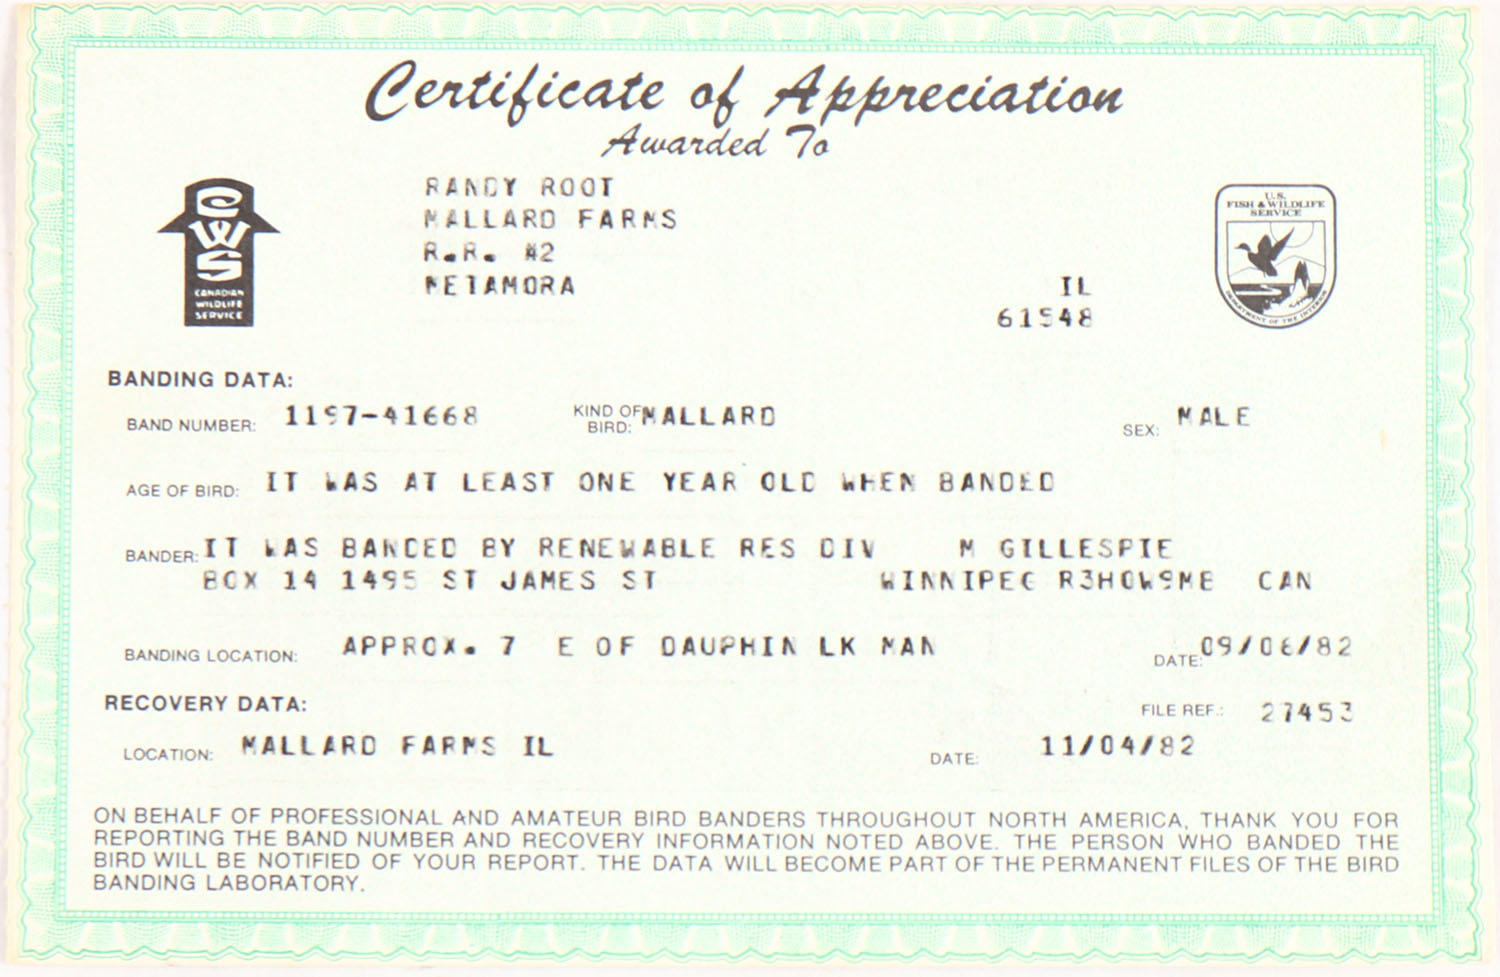 Certificate of Appreciation
Awarded To
CWS
CANADIAN
WILDLIFE
SERVICE
RANDY ROOT
MALLARD FARMS
R.R. #2
METAMORA IL
61548
U.S.
FISH & WILDLIFE
SERVICE
DEPARTMENT OF THE INTERIOR
BANDING DATA:
BAND NUMBER: 1197-41668 KIND OF BIRD: MALLARD SEX: MALE
AGE OF BIRD: IT WAS AT LEAST ONE YEAR OLD WHEN BANDED
BANDER: IT WAS BANDED BY RENEWABLE RES DIV M GILLESPIE
BOX 14 1495 ST JAMES ST WINNIPEG R3HOW9MB CAN
BANDING LOCATION: APPROX. 7 E OF DAUPHIN LK MAN DATE: 09/06/82
RECOVERY DATA: FILE REF.: 27453
LOCATION: MALLARD FARMS IL DATE: 11/04/82
ON BEHALF OF PROFESSIONAL AND AMATEUR BIRD BANDERS THROUGHOUT NORTH AMERICA, THANK YOU FOR
REPORTING THE BAND NUMBER AND RECOVERY INFORMATION NOTED ABOVE. THE PERSON WHO BANDED THE
BIRD WILL BE NOTIFIED OF YOUR REPORT. THE DATA WILL BECOME PART OF THE PERMANENT FILES OF THE BIRD
BANDING LABORATORY.